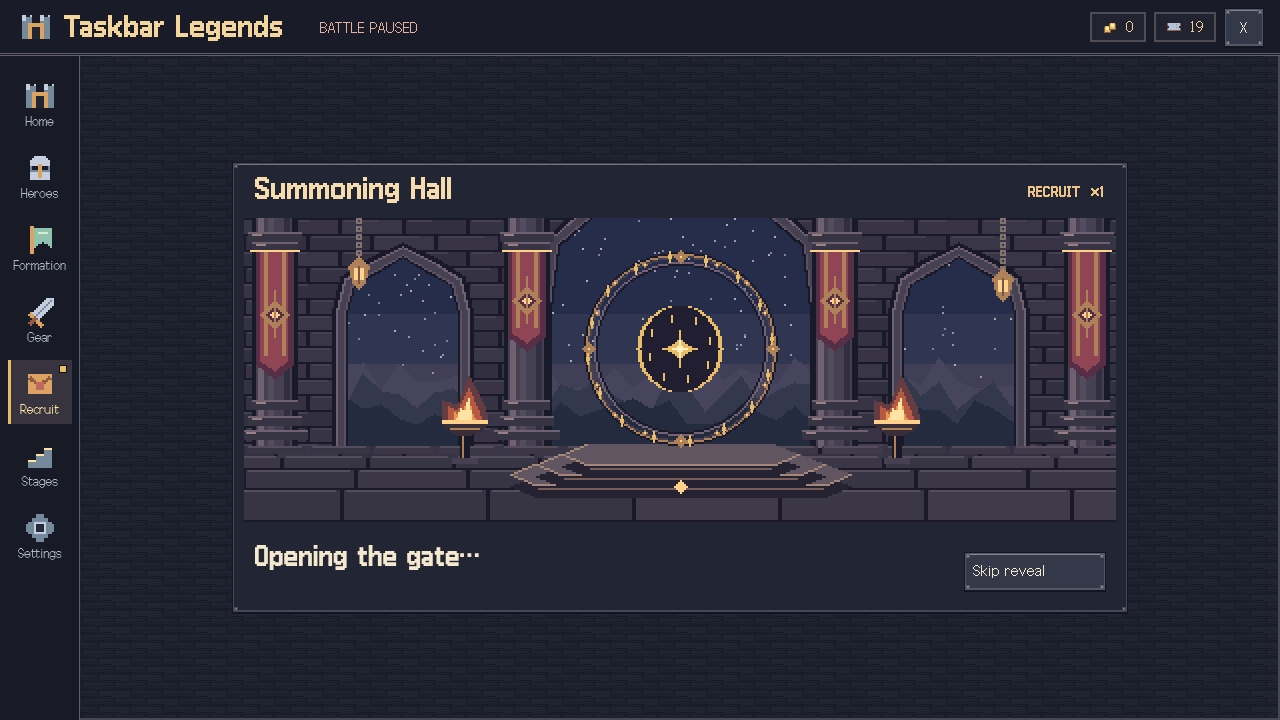 Taskbar Legends
BATTLE PAUSED
0
19
X
Home
Heroes
Formation
Gear
Recruit
Stages
Settings
Summoning Hall
RECRUIT ×1
Opening the gate···
Skip reveal